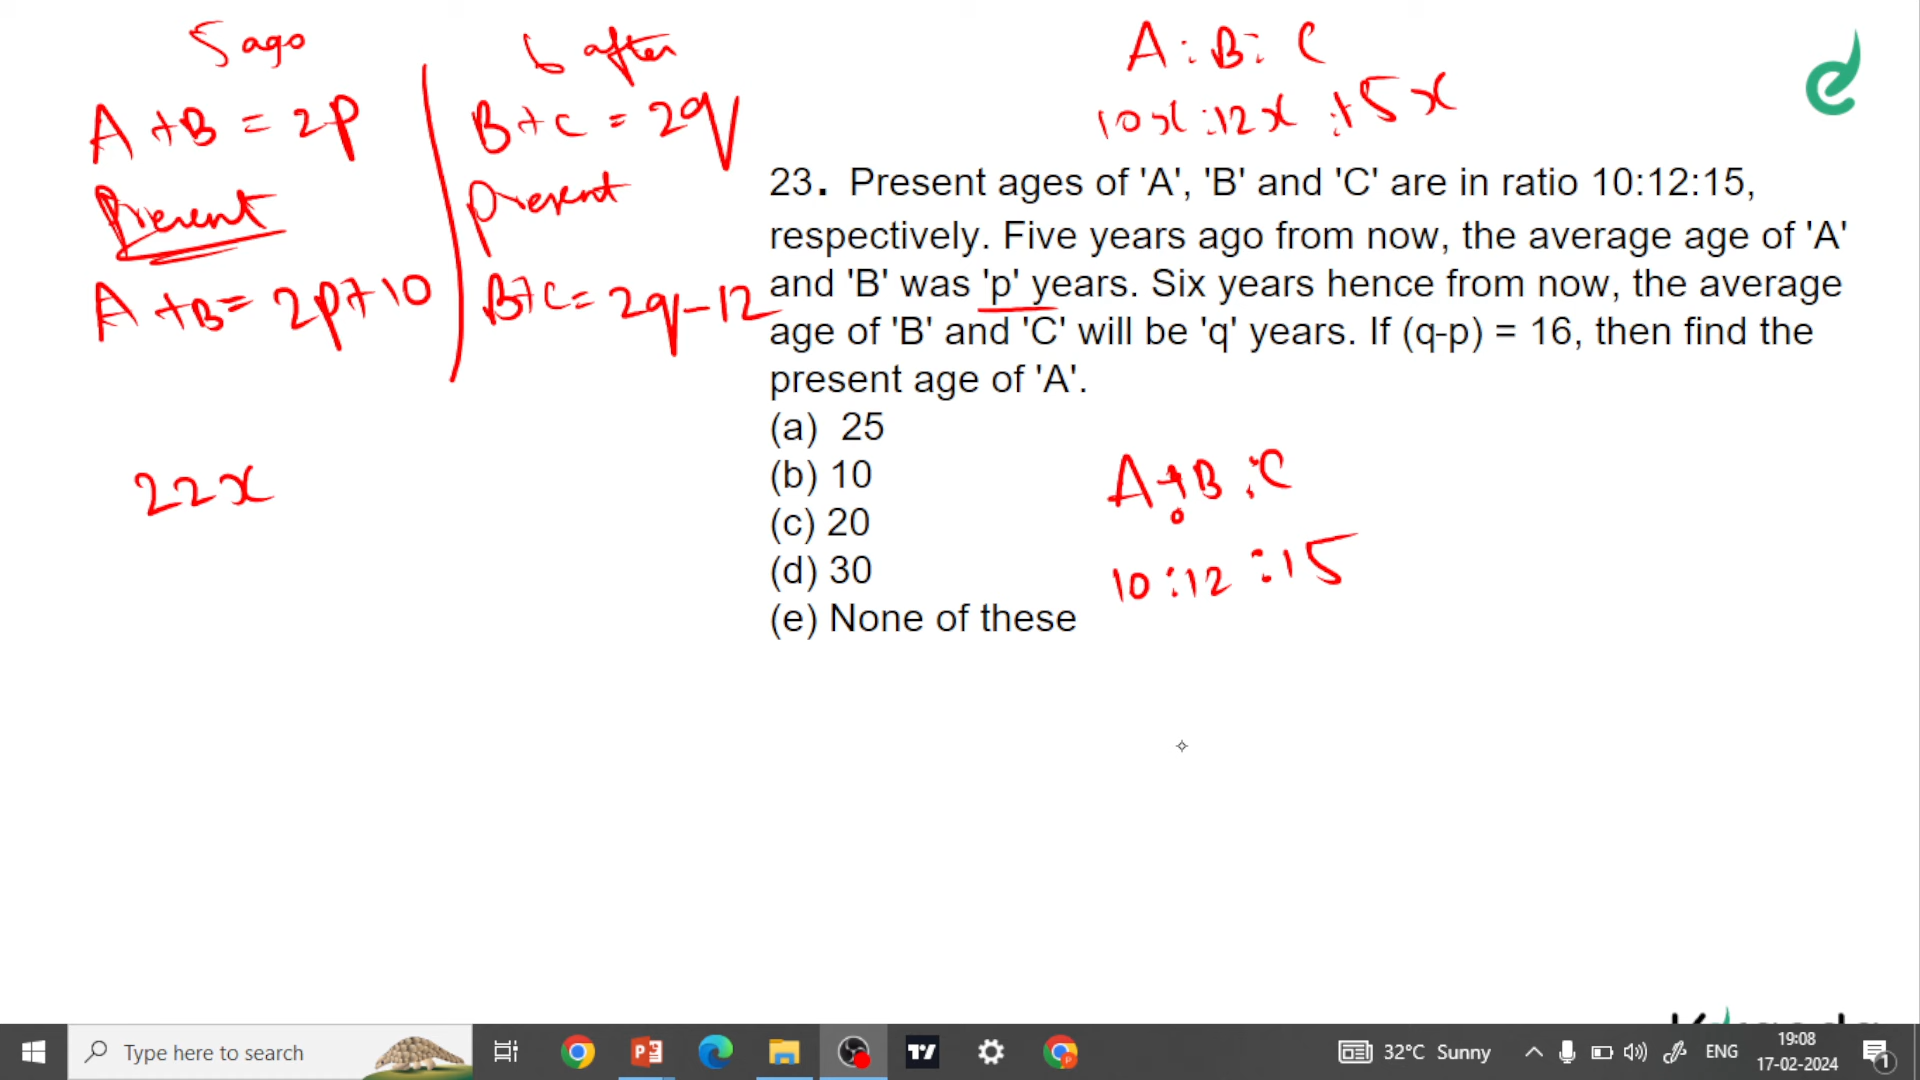 5 ago
A+B = 2p
Present
A+B = 2p+10
22x
6 after
B+C = 2q
Present
B+C = 2q-12
A : B : C
10x : 12x : 15x
23. Present ages of 'A', 'B' and 'C' are in ratio 10:12:15,
respectively. Five years ago from now, the average age of 'A'
and 'B' was 'p' years. Six years hence from now, the average
age of 'B' and 'C' will be 'q' years. If (q-p) = 16, then find the
present age of 'A'.
(a) 25
(b) 10
(c) 20
(d) 30
(e) None of these
A : B : C
10 : 12 : 15
Type here to search
32°C Sunny
ENG
19:08
17-02-2024
1